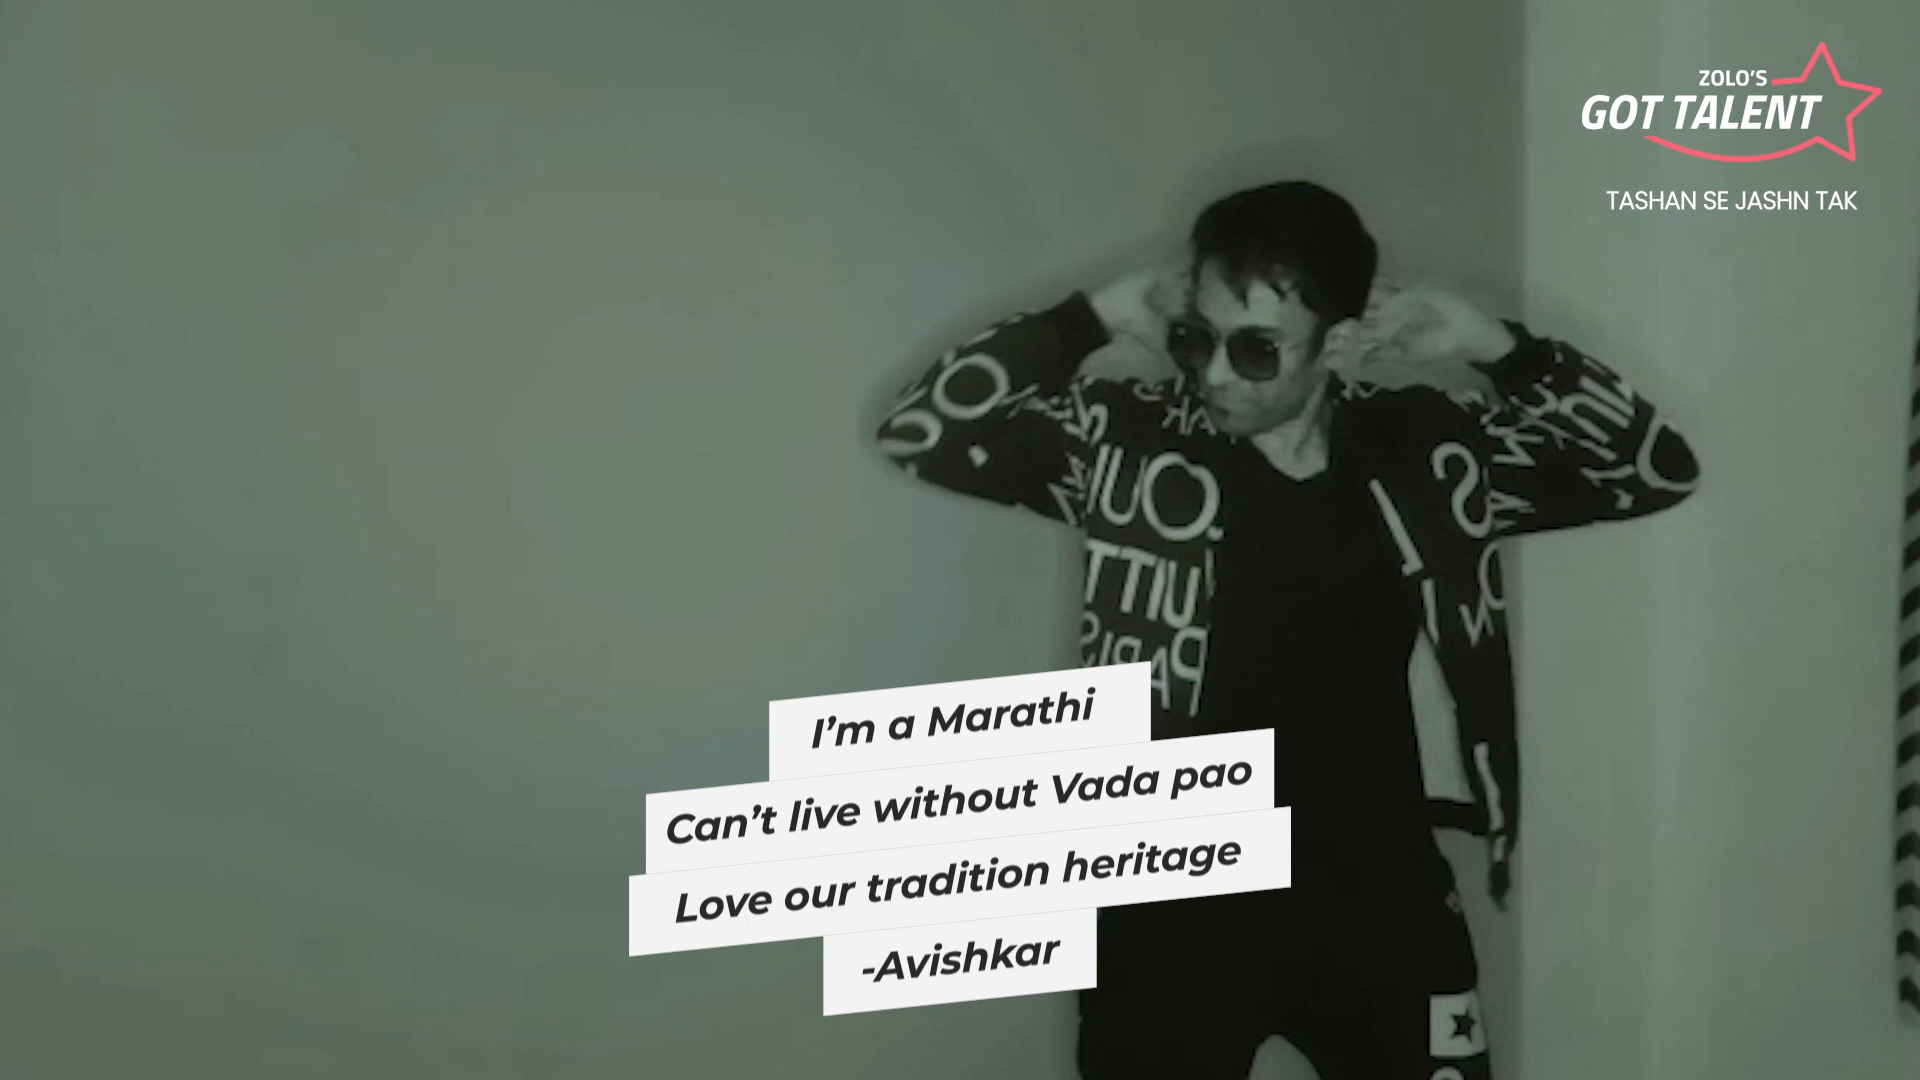 ZOLO'S
GOT TALENT
TASHAN SE JASHN TAK
I'm a Marathi
Can't live without Vada pao
Love our tradition heritage
-Avishkar